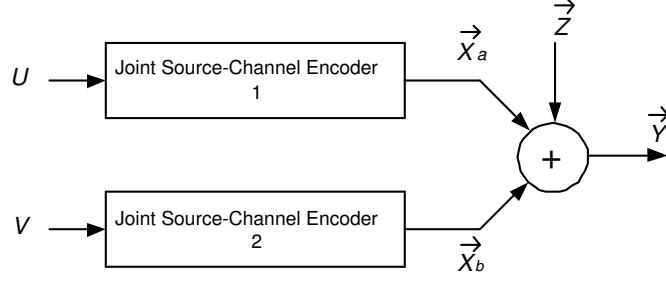 U
Joint Source-Channel Encoder
1
X⃗a
Z⃗
+
Y⃗
V
Joint Source-Channel Encoder
2
X⃗b